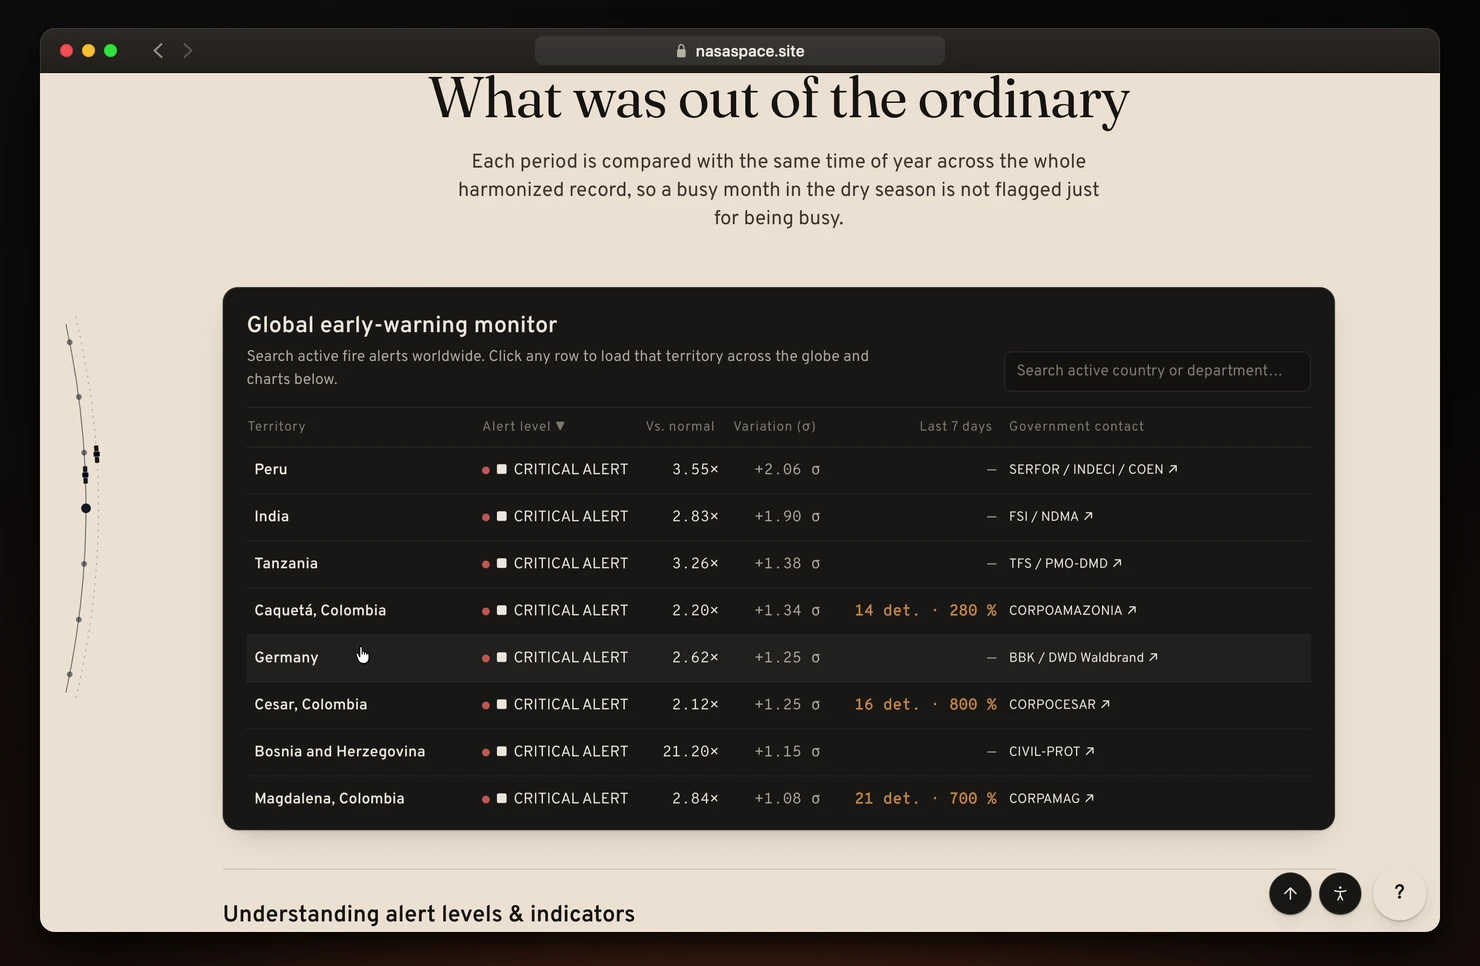 nasaspace.site
What was out of the ordinary
Each period is compared with the same time of year across the whole
harmonized record, so a busy month in the dry season is not flagged just
for being busy.
Global early-warning monitor
Search active fire alerts worldwide. Click any row to load that territory across the globe and
charts below.
Search active country or department...
Territory Alert level ▼ Vs. normal Variation (σ) Last 7 days Government contact
Peru CRITICAL ALERT 3.55× +2.06 σ — SERFOR / INDECI / COEN ↗
India CRITICAL ALERT 2.83× +1.90 σ — FSI / NDMA ↗
Tanzania CRITICAL ALERT 3.26× +1.38 σ — TFS / PMO-DMD ↗
Caquetá, Colombia CRITICAL ALERT 2.20× +1.34 σ 14 det. · 280 % CORPOAMAZONIA ↗
Germany CRITICAL ALERT 2.62× +1.25 σ — BBK / DWD Waldbrand ↗
Cesar, Colombia CRITICAL ALERT 2.12× +1.25 σ 16 det. · 800 % CORPOCESAR ↗
Bosnia and Herzegovina CRITICAL ALERT 21.20× +1.15 σ — CIVIL-PROT ↗
Magdalena, Colombia CRITICAL ALERT 2.84× +1.08 σ 21 det. · 700 % CORPAMAG ↗
Understanding alert levels & indicators
?